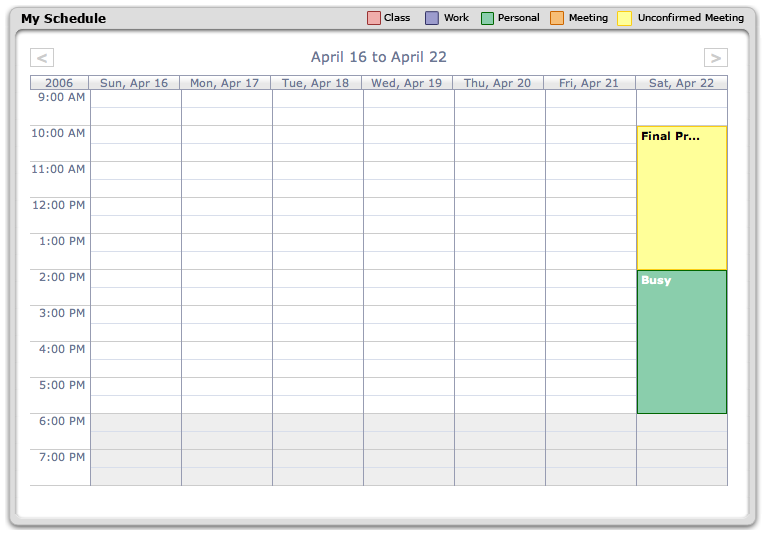 My Schedule Class Work Personal Meeting Unconfirmed Meeting
< April 16 to April 22 >
2006 Sun, Apr 16 Mon, Apr 17 Tue, Apr 18 Wed, Apr 19 Thu, Apr 20 Fri, Apr 21 Sat, Apr 22
9:00 AM
10:00 AM Final Pr...
11:00 AM
12:00 PM
1:00 PM
2:00 PM Busy
3:00 PM
4:00 PM
5:00 PM
6:00 PM
7:00 PM